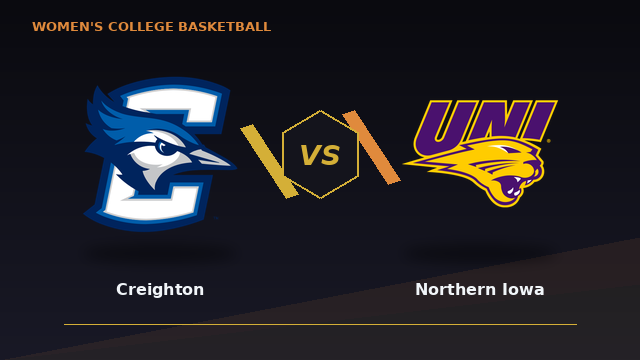 WOMEN'S COLLEGE BASKETBALL
C
UNI
VS
Creighton
Northern Iowa